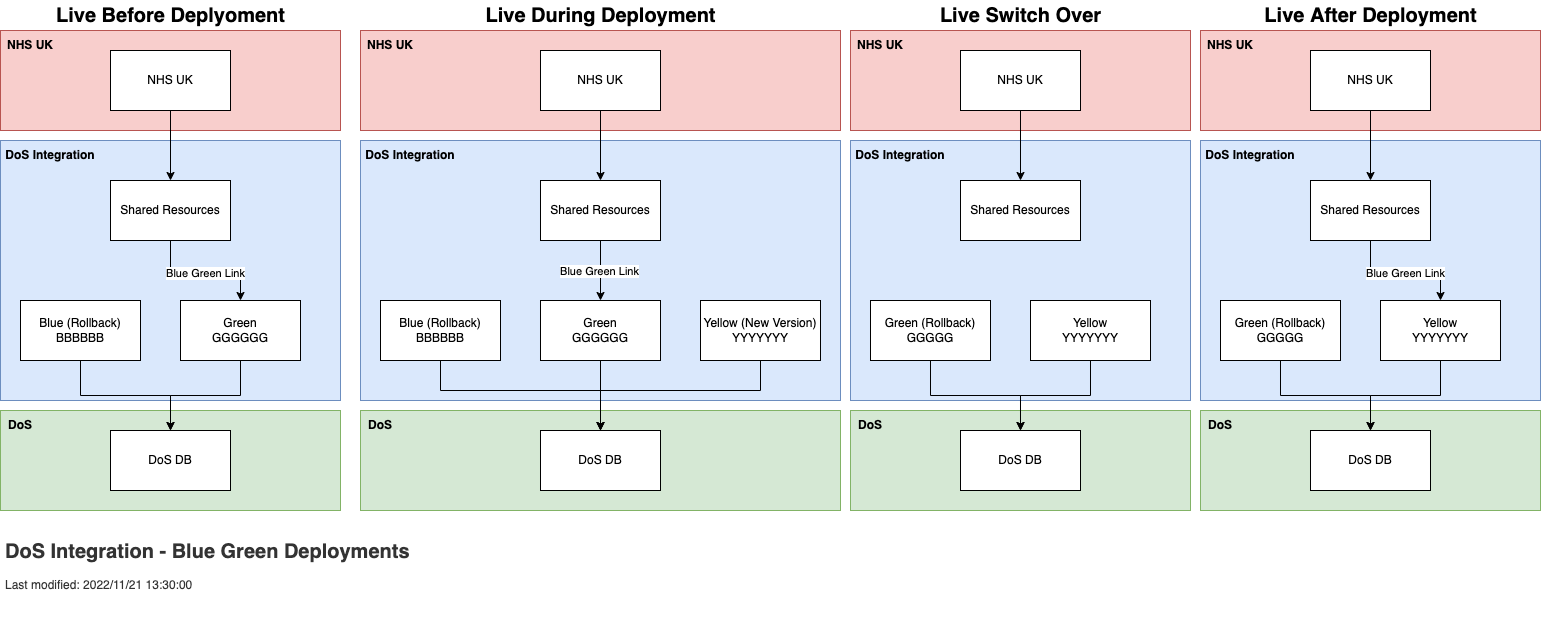 Live Before Deplyoment
NHS UK
NHS UK
DoS Integration
Shared Resources
Blue Green Link
Blue (Rollback)
BBBBBB
Green
GGGGGG
DoS
DoS DB
Live During Deployment
NHS UK
NHS UK
DoS Integration
Shared Resources
Blue Green Link
Blue (Rollback)
BBBBBB
Green
GGGGGG
Yellow (New Version)
YYYYYYY
DoS
DoS DB
Live Switch Over
NHS UK
NHS UK
DoS Integration
Shared Resources
Green (Rollback)
GGGGG
Yellow
YYYYYYY
DoS
DoS DB
Live After Deployment
NHS UK
NHS UK
DoS Integration
Shared Resources
Blue Green Link
Green (Rollback)
GGGGG
Yellow
YYYYYYY
DoS
DoS DB
DoS Integration - Blue Green Deployments
Last modified: 2022/11/21 13:30:00